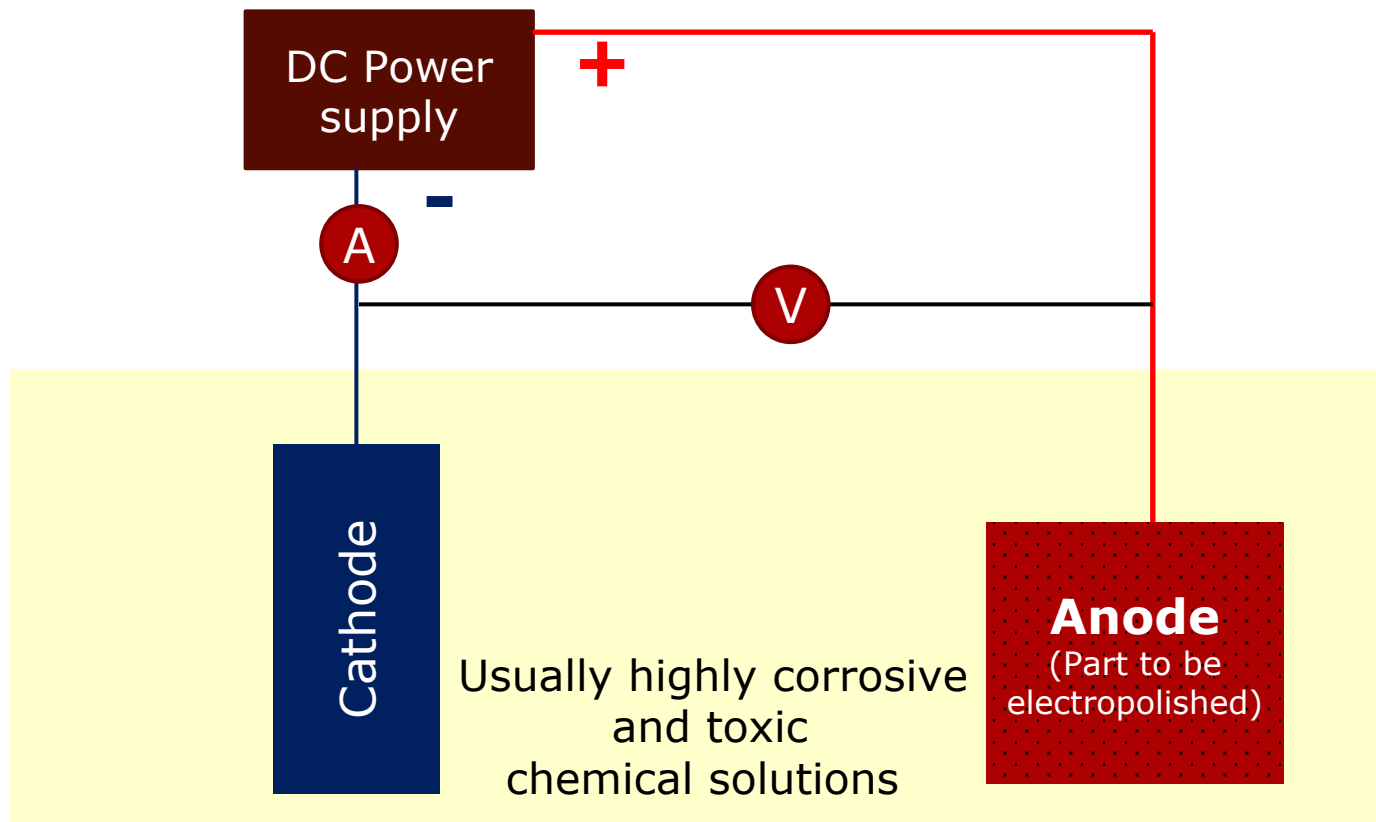 DC Power
supply
+
-
A
V
Cathode
Usually highly corrosive
and toxic
chemical solutions
Anode
(Part to be
electropolished)